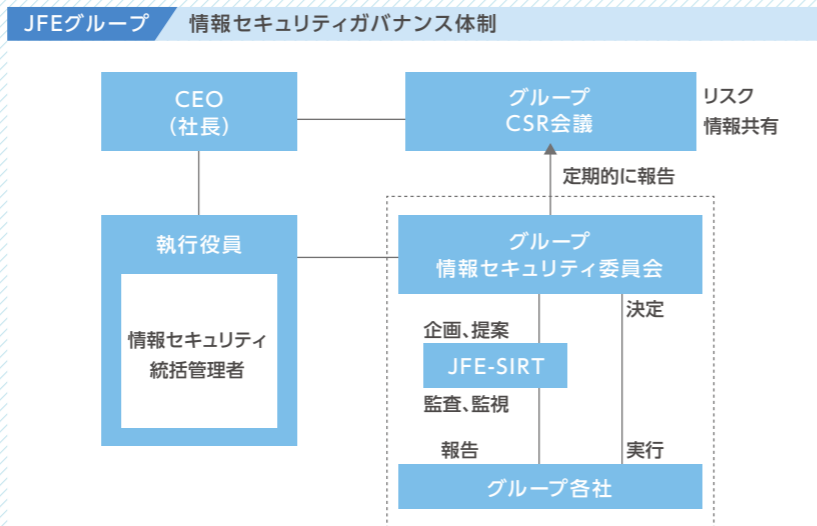 JFEグループ 情報セキュリティガバナンス体制
CEO
（社長）
グループ
CSR会議
リスク
情報共有
定期的に報告
執行役員
情報セキュリティ
統括管理者
グループ
情報セキュリティ委員会
企画、提案
決定
JFE-SIRT
監査、監視
報告
実行
グループ各社